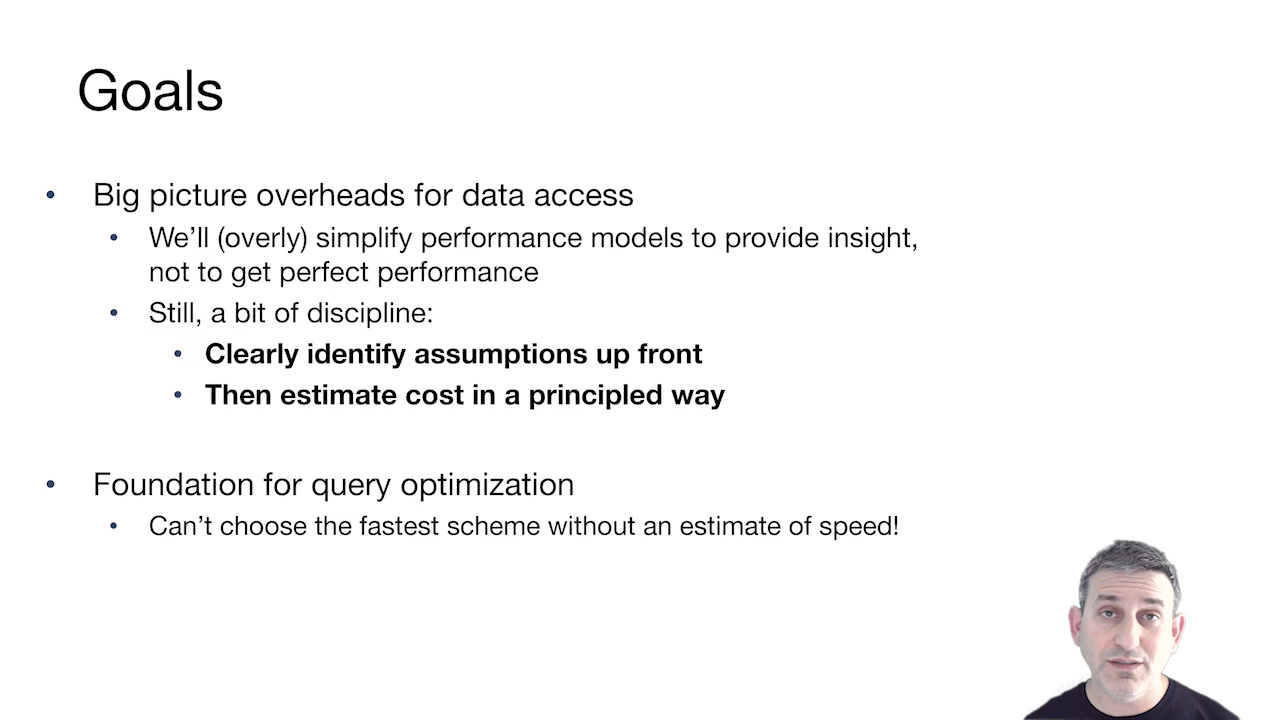 Goals
• Big picture overheads for data access
• We’ll (overly) simplify performance models to provide insight,
not to get perfect performance
• Still, a bit of discipline:
• Clearly identify assumptions up front
• Then estimate cost in a principled way
• Foundation for query optimization
• Can’t choose the fastest scheme without an estimate of speed!